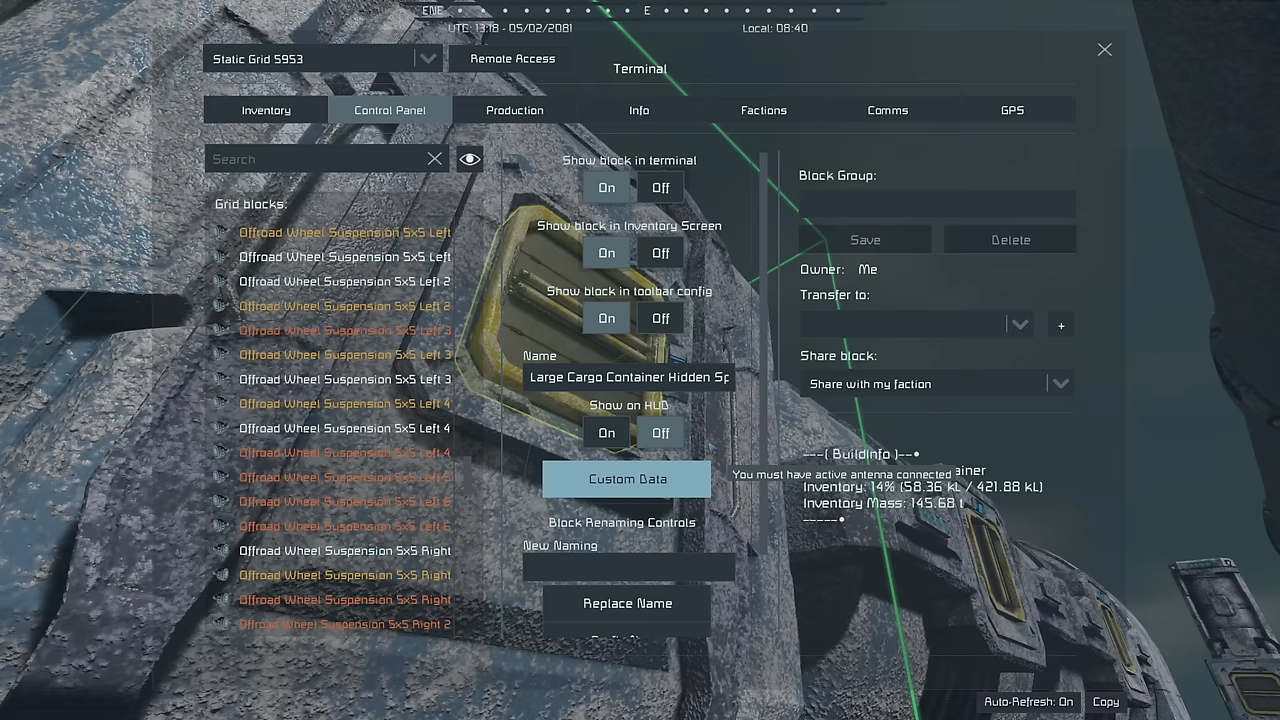 ENE E
UTC: 13:18 - 05/02/2081 Local: 08:40
Static Grid 5953
Remote Access
Terminal
Inventory Control Panel Production Info Factions Comms GPS
Search
Grid blocks:
Offroad Wheel Suspension 5x5 Left
Offroad Wheel Suspension 5x5 Left
Offroad Wheel Suspension 5x5 Left 2
Offroad Wheel Suspension 5x5 Left 2
Offroad Wheel Suspension 5x5 Left 3
Offroad Wheel Suspension 5x5 Left 3
Offroad Wheel Suspension 5x5 Left 3
Offroad Wheel Suspension 5x5 Left 4
Offroad Wheel Suspension 5x5 Left 4
Offroad Wheel Suspension 5x5 Left 4
Offroad Wheel Suspension 5x5 Left 5
Offroad Wheel Suspension 5x5 Left 6
Offroad Wheel Suspension 5x5 Left 6
Offroad Wheel Suspension 5x5 Right
Offroad Wheel Suspension 5x5 Right
Offroad Wheel Suspension 5x5 Right
Offroad Wheel Suspension 5x5 Right 2
Show block in terminal
On Off
Show block in Inventory Screen
On Off
Show block in toolbar config
On Off
Name
Large Cargo Container Hidden Sp
Show on HUD
On Off
Custom Data
Block Renaming Controls
New Naming
Replace Name
Block Group:
Save Delete
Owner: Me
Transfer to:
+
Share block:
Share with my faction
---( BuildInfo )--•
You must have active antenna connected
Inventory: 14% (58.36 kL / 421.88 kL)
Inventory Mass: 145.68 t
-----•
Auto-Refresh: On Copy